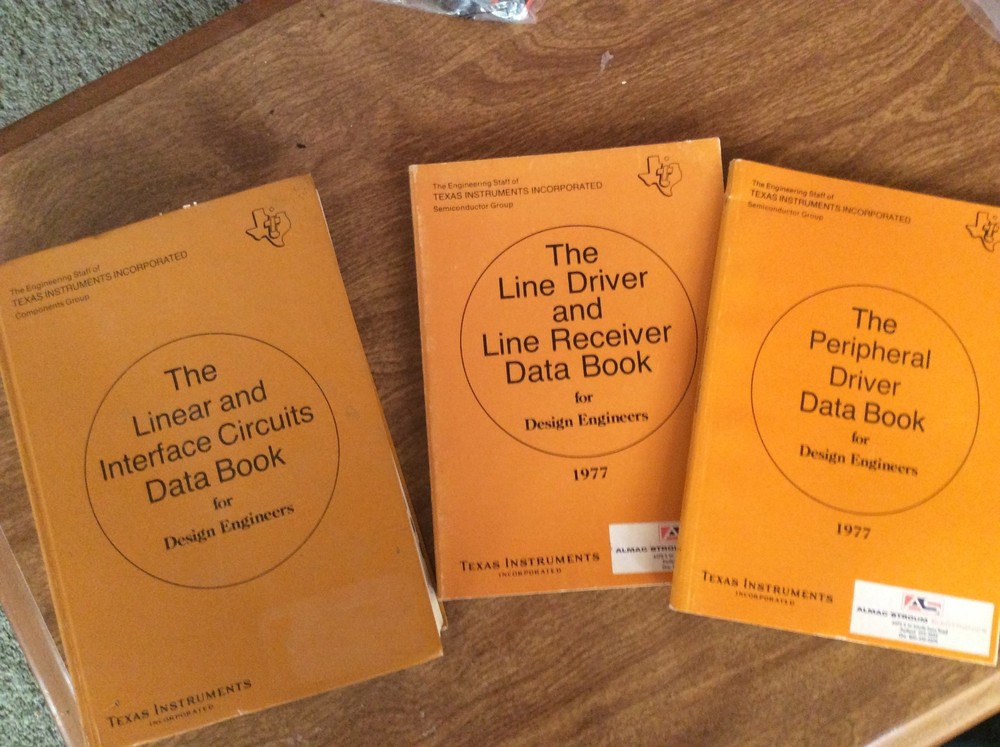 The Engineering Staff of
TEXAS INSTRUMENTS INCORPORATED
Components Group
The
Linear and
Interface Circuits
Data Book
for
Design Engineers
TEXAS INSTRUMENTS
INCORPORATED
The Engineering Staff of
TEXAS INSTRUMENTS INCORPORATED
Semiconductor Group
The
Line Driver
and
Line Receiver
Data Book
for
Design Engineers
1977
TEXAS INSTRUMENTS
INCORPORATED
ALMAC
The Engineering Staff of
TEXAS INSTRUMENTS INCORPORATED
Semiconductor Group
The
Peripheral
Driver
Data Book
for
Design Engineers
1977
TEXAS INSTRUMENTS
INCORPORATED
ALMAC STROUM ELECTRONICS